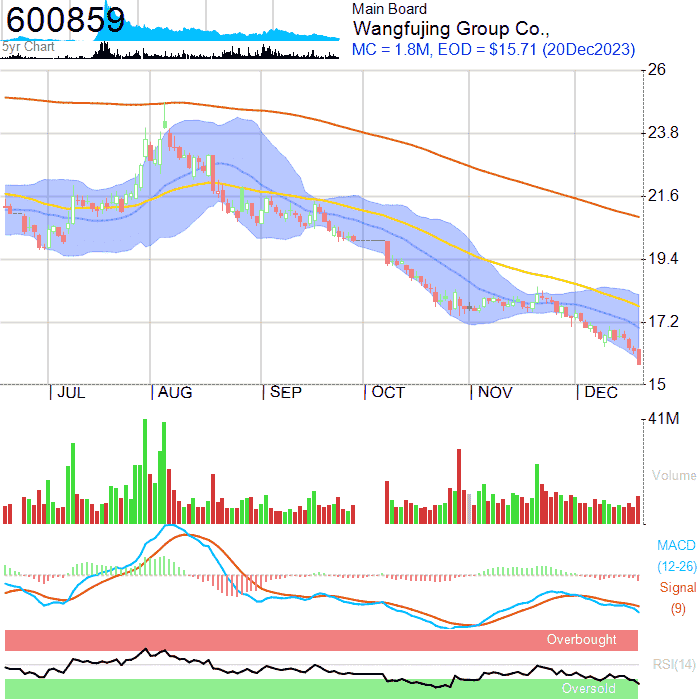 600859
5yr Chart
Main Board
Wangfujing Group Co.,
MC = 1.8M, EOD = $15.71 (20Dec2023)
26
23.8
21.6
19.4
17.2
15
JUL
AUG
SEP
OCT
NOV
DEC
41M
Volume
MACD
(12-26)
Signal
(9)
Overbought
RSI(14)
Oversold